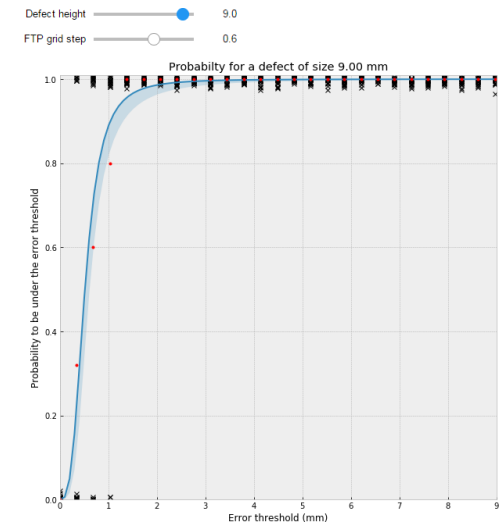 Defect height 9.0
FTP grid step 0.6
Probabilty for a defect of size 9.00 mm
1.0
0.8
0.6
0.4
0.2
0.0
Probability to be under the error threshold
0 1 2 3 4 5 6 7 8 9
Error threshold (mm)